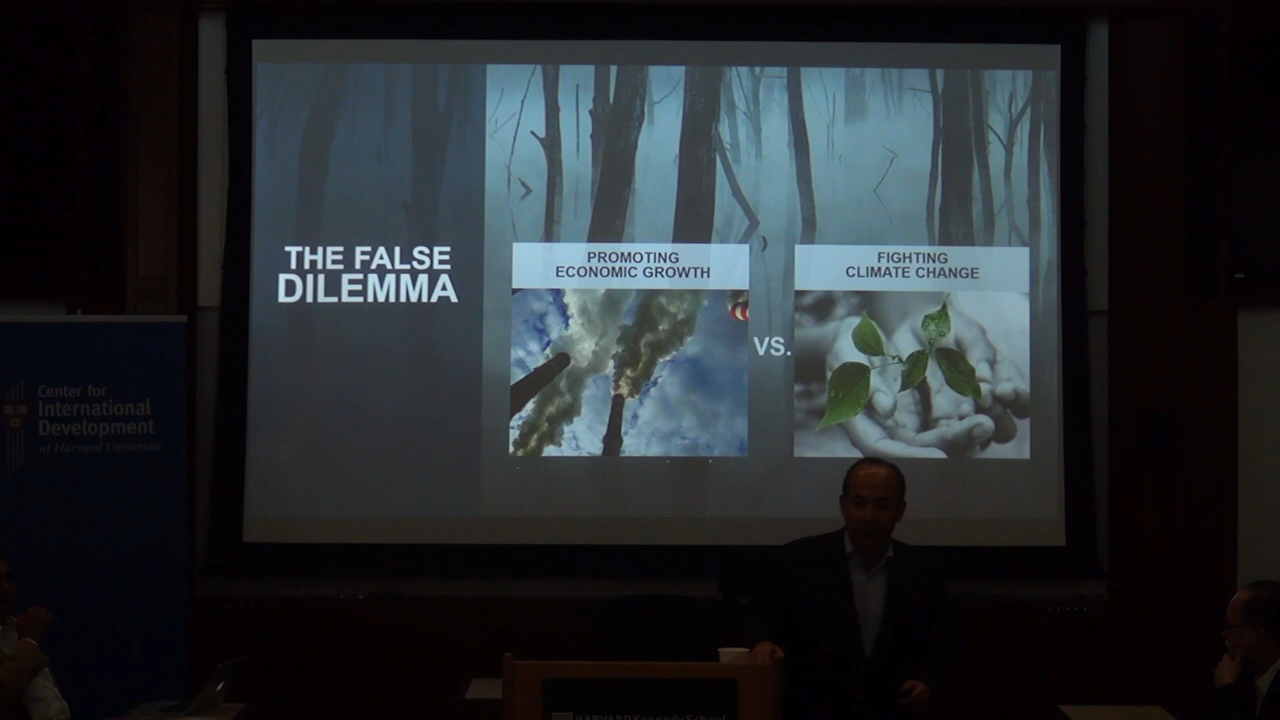 THE FALSE
DILEMMA
PROMOTING
ECONOMIC GROWTH
VS.
FIGHTING
CLIMATE CHANGE
Center for
International
Development
at Harvard University
HARVARD Kennedy School